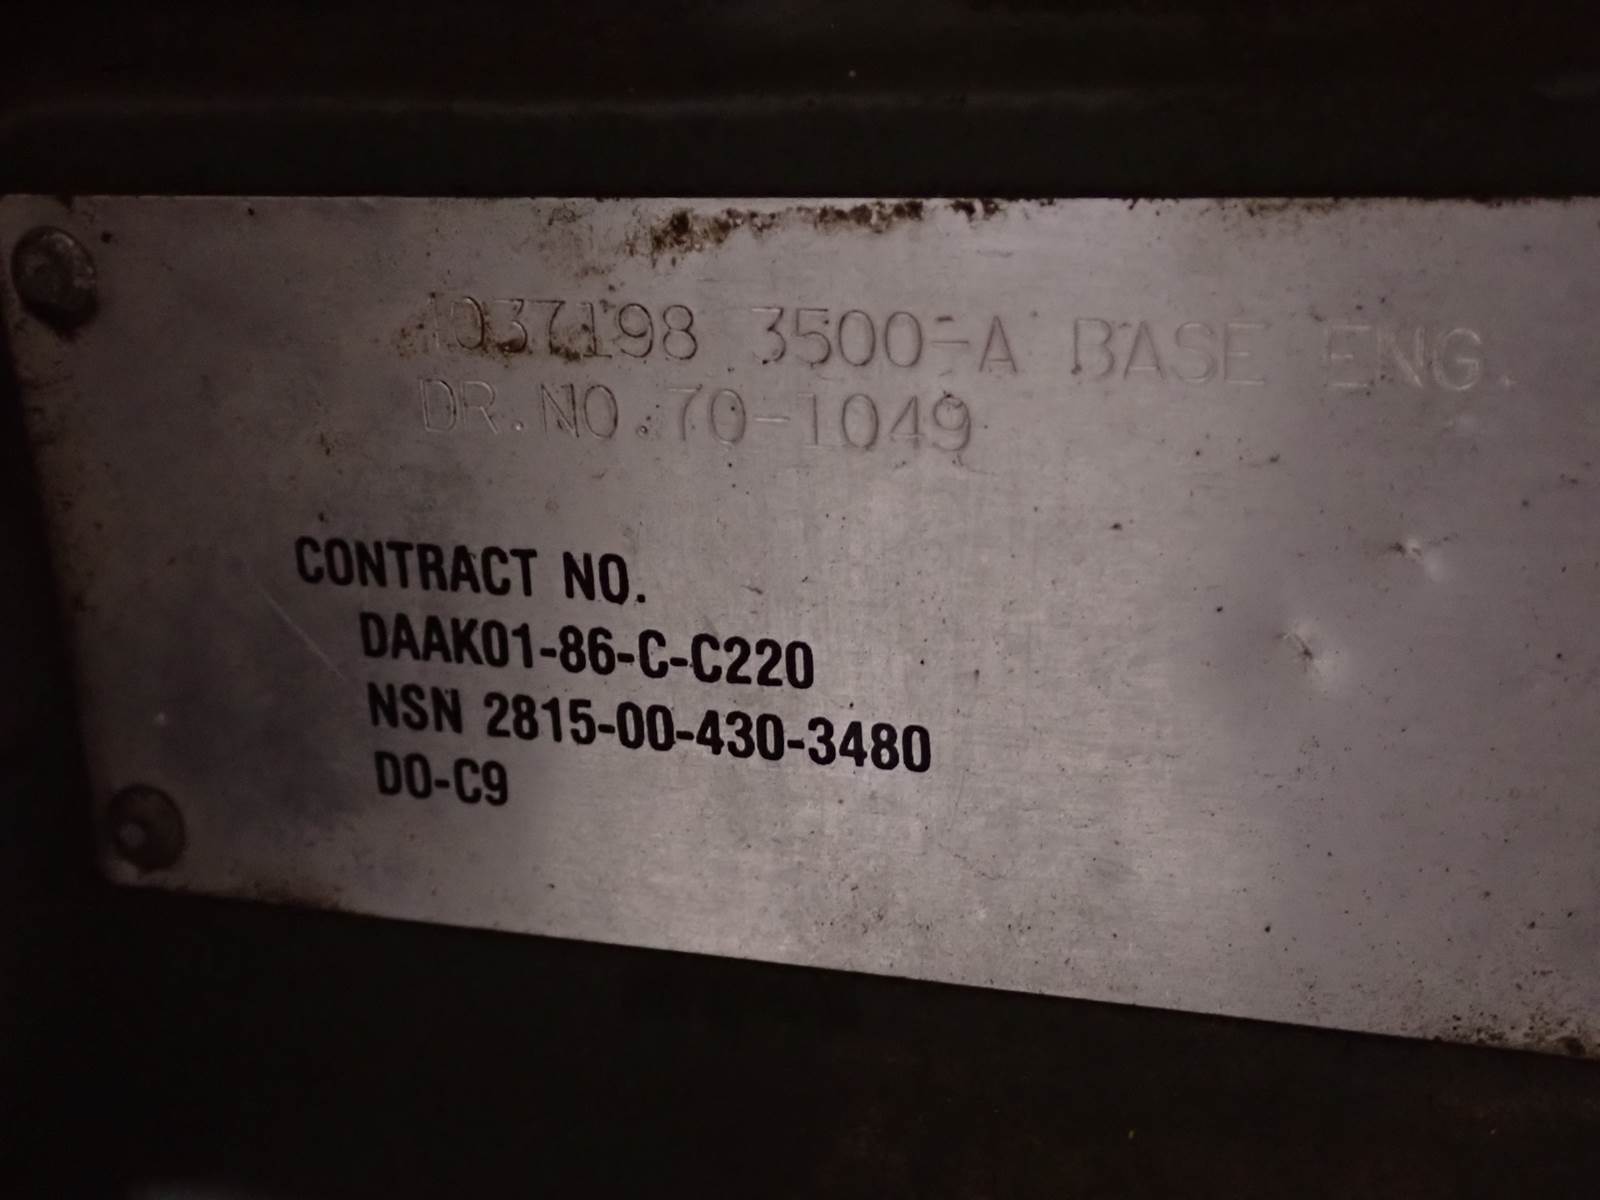 1037198 3500-A BASE ENG.
DR.NO.70-1049
CONTRACT NO.
DAAK01-86-C-C220
NSN 2815-00-430-3480
DO-C9